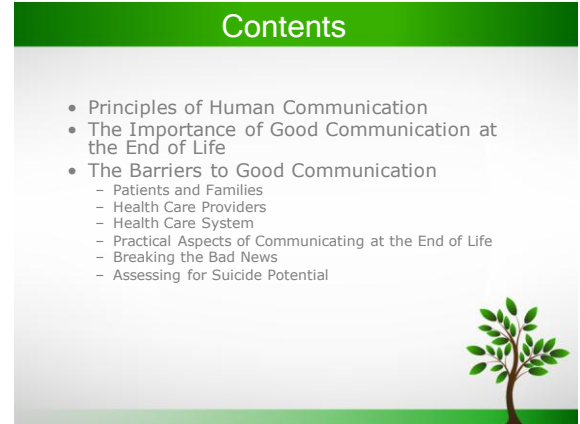 Contents
• Principles of Human Communication
• The Importance of Good Communication at
the End of Life
• The Barriers to Good Communication
– Patients and Families
– Health Care Providers
– Health Care System
– Practical Aspects of Communicating at the End of Life
– Breaking the Bad News
– Assessing for Suicide Potential